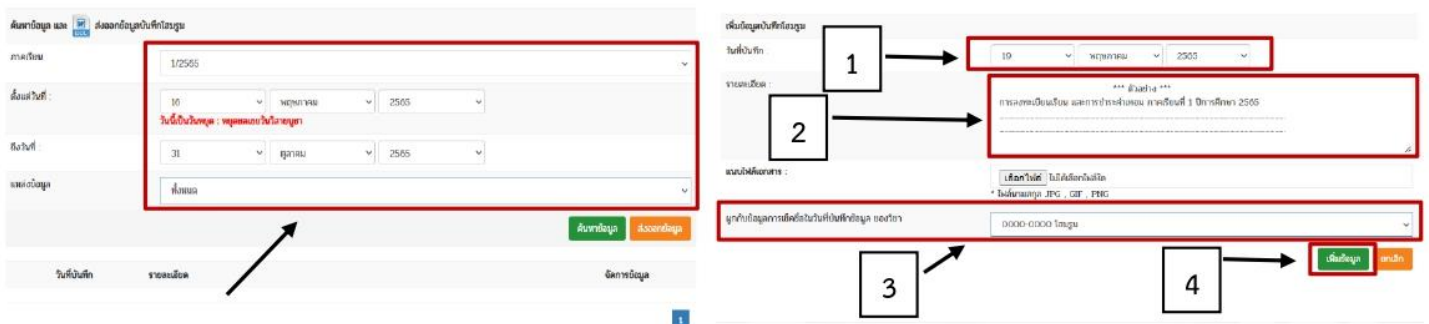 ค้นหาข้อมูล และ ส่งออกข้อมูลบันทึกโฮมรูม
ภาคเรียน
1/2565
ตั้งแต่วันที่ :
16 พฤษภาคม 2565
วันนี้เป็นวันหยุด : หยุดชดเชยวันวิสาขบูชา
ถึงวันที่ :
31 ตุลาคม 2565
แหล่งข้อมูล
ทั้งหมด
ค้นหาข้อมูล ส่งออกข้อมูล
วันที่บันทึก รายละเอียด จัดการข้อมูล
1
เพิ่มข้อมูลบันทึกโฮมรูม
วันที่บันทึก
1
19 พฤษภาคม 2565
รายละเอียด :
2
*** ตัวอย่าง ***
การลงทะเบียนเรียน และการชำระค่าเทอม ภาคเรียนที่ 1 ปีการศึกษา 2565
แนบไฟล์เอกสาร :
เลือกไฟล์ ไม่ได้เลือกไฟล์ใด
* ไฟล์นามสกุล JPG , GIF , PNG
ผูกกับข้อมูลการเช็คชื่อในวันที่บันทึกข้อมูล ของวิชา
0000-0000 โฮมรูม
3
4
เพิ่มข้อมูล ยกเลิก